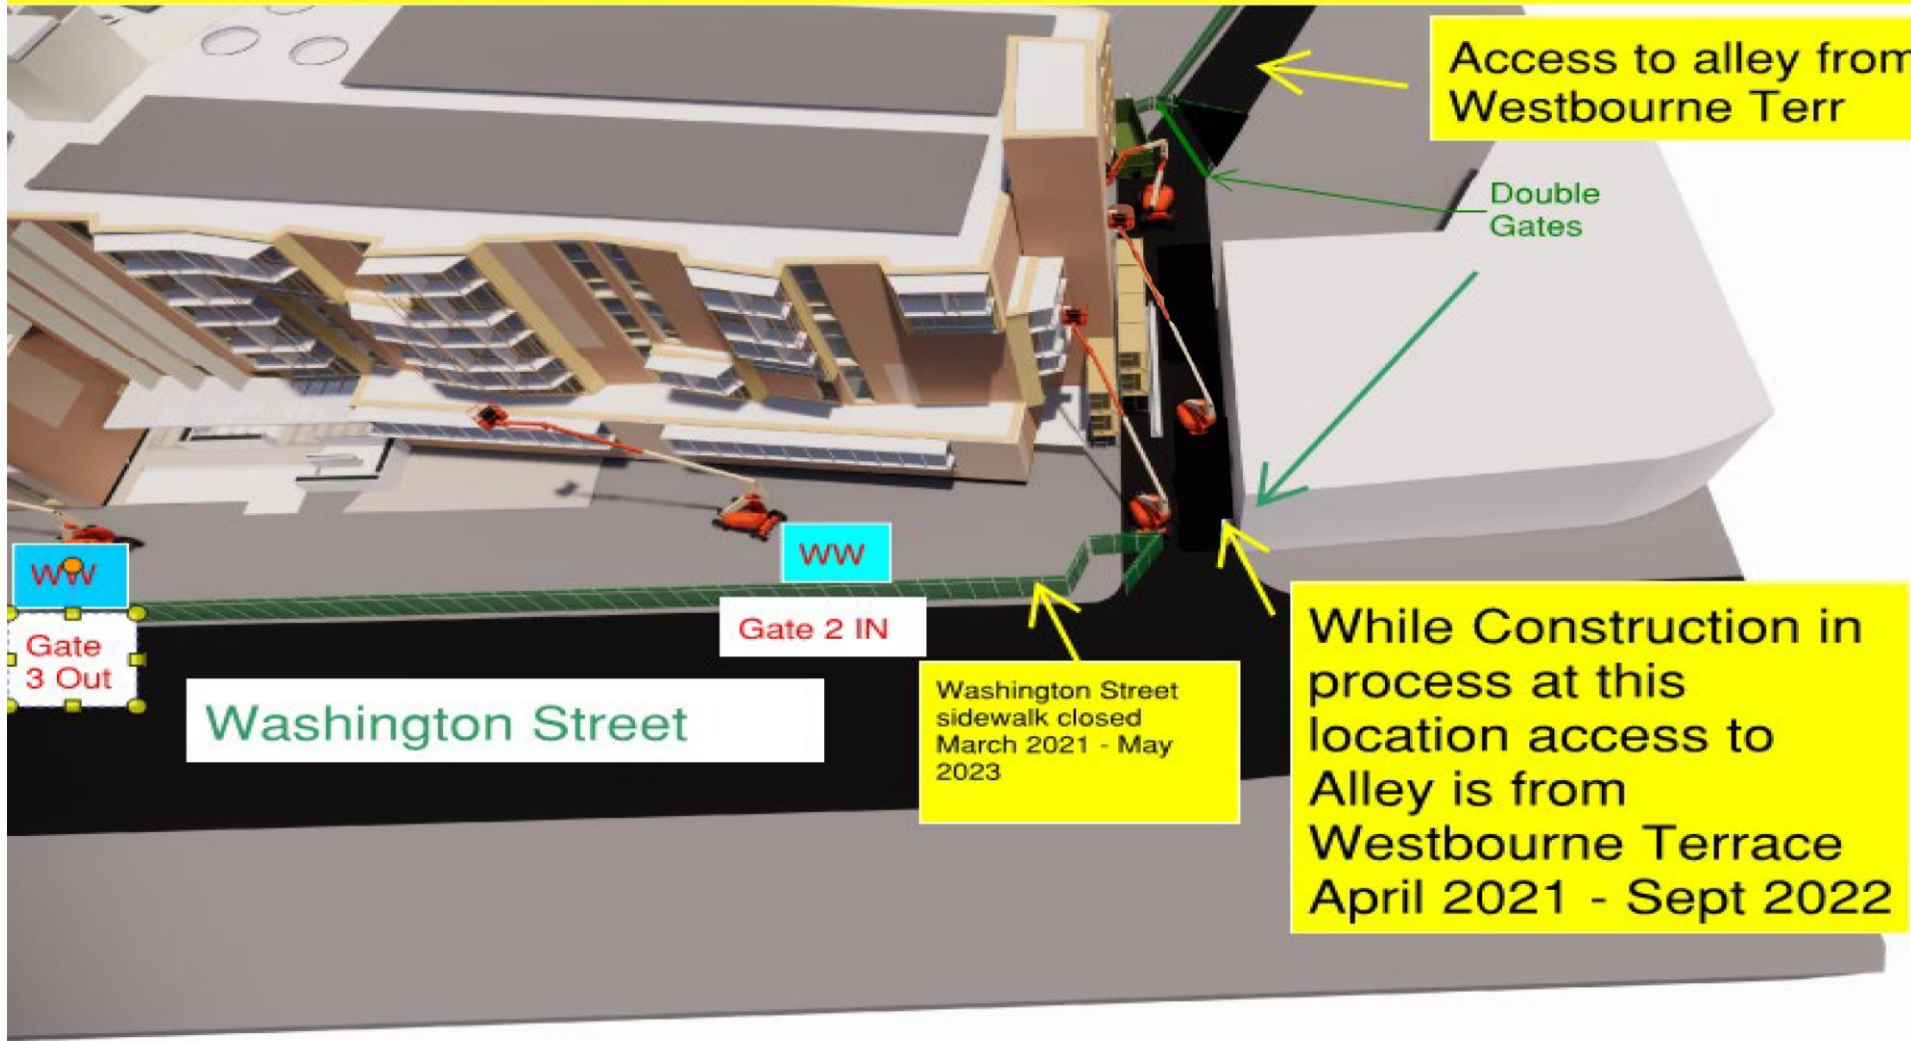 Access to alley from
Westbourne Terr
Double
Gates
WW
WW
Gate 2 IN
Gate
3 Out
Washington Street
Washington Street
sidewalk closed
March 2021 - May
2023
While Construction in
process at this
location access to
Alley is from
Westbourne Terrace
April 2021 - Sept 2022